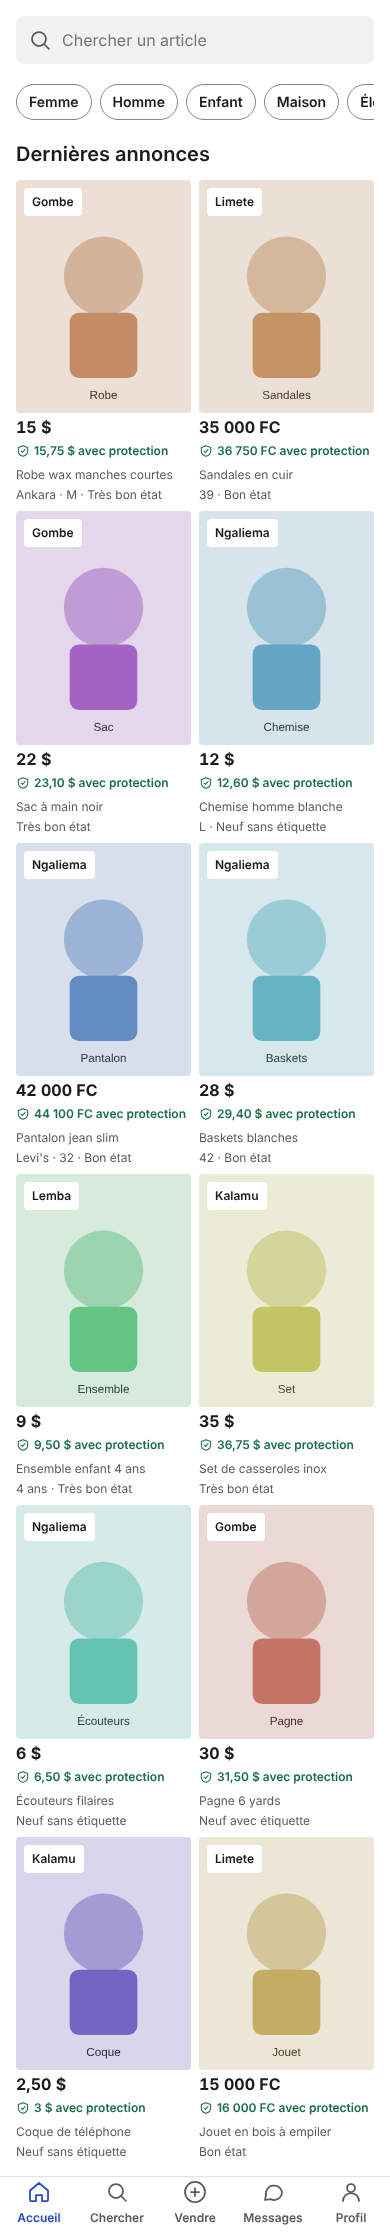 Chercher un article
Femme
Homme
Enfant
Maison
Dernières annonces
Gombe
Robe
15 $
15,75 $ avec protection
Robe wax manches courtes
Ankara · M · Très bon état
Limete
Sandales
35 000 FC
36 750 FC avec protection
Sandales en cuir
39 · Bon état
Gombe
Sac
22 $
23,10 $ avec protection
Sac à main noir
Très bon état
Ngaliema
Chemise
12 $
12,60 $ avec protection
Chemise homme blanche
L · Neuf sans étiquette
Ngaliema
Pantalon
42 000 FC
44 100 FC avec protection
Pantalon jean slim
Levi's · 32 · Bon état
Ngaliema
Baskets
28 $
29,40 $ avec protection
Baskets blanches
42 · Bon état
Lemba
Ensemble
9 $
9,50 $ avec protection
Ensemble enfant 4 ans
4 ans · Très bon état
Kalamu
Set
35 $
36,75 $ avec protection
Set de casseroles inox
Très bon état
Ngaliema
Écouteurs
6 $
6,50 $ avec protection
Écouteurs filaires
Neuf sans étiquette
Gombe
Pagne
30 $
31,50 $ avec protection
Pagne 6 yards
Neuf avec étiquette
Kalamu
Coque
2,50 $
3 $ avec protection
Coque de téléphone
Neuf sans étiquette
Limete
Jouet
15 000 FC
16 000 FC avec protection
Jouet en bois à empiler
Bon état
Accueil
Chercher
Vendre
Messages
Profil